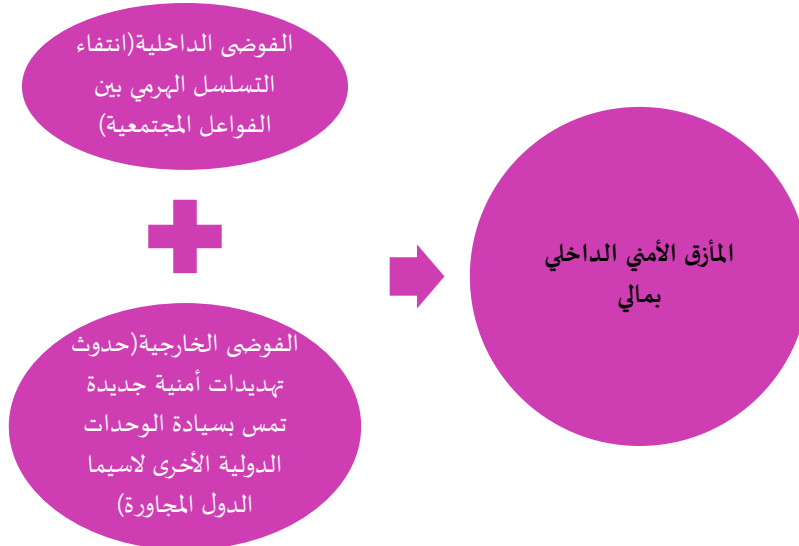 الفوضى الداخلية(انتفاء
التسلسل الهرمي بين
الفواعل المجتمعية)
الفوضى الخارجية(حدوث
تهديدات أمنية جديدة
تمس بسيادة الوحدات
الدولية الأخرى لاسيما
الدول المجاورة)
المأزق الأمني الداخلي
بمالي